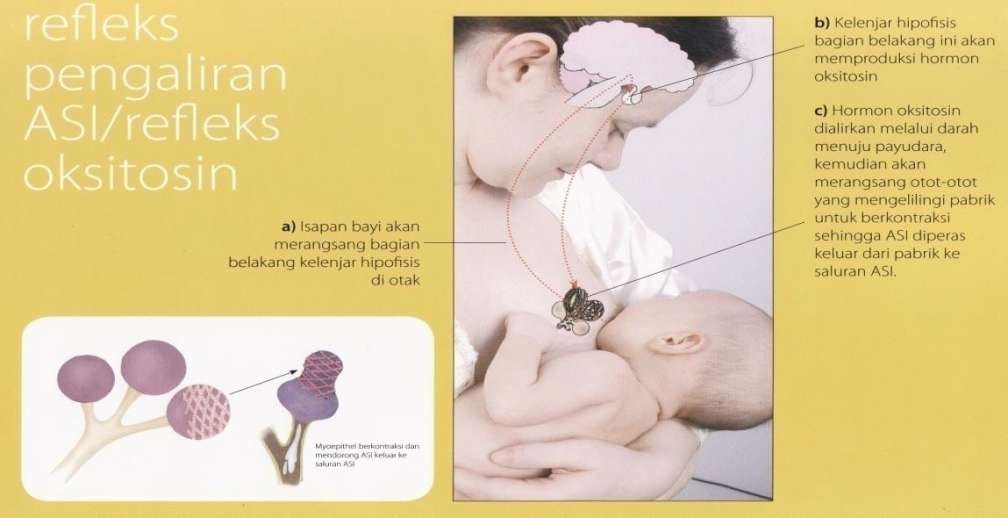 refleks
pengaliran
ASI/refleks
oksitosin
a) Isapan bayi akan
merangsang bagian
belakang kelenjar hipofisis
di otak
b) Kelenjar hipofisis
bagian belakang ini akan
memproduksi hormon
oksitosin
c) Hormon oksitosin
dialirkan melalui darah
menuju payudara,
kemudian akan
merangsang otot-otot
yang mengelilingi pabrik
untuk berkontraksi
sehingga ASI diperas
keluar dari pabrik ke
saluran ASI.
Myoepithel berkontraksi dan
mendorong ASI keluar ke
saluran ASI